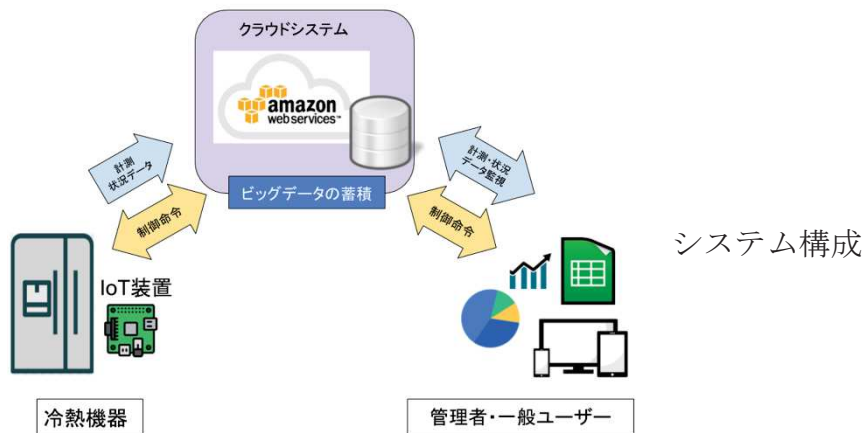 クラウドシステム
amazon
webservices™
計測
状況データ
計測・状況
データ監視
ビッグデータの蓄積
制御命令
制御命令
システム構成
IoT装置
冷熱機器
管理者・一般ユーザー